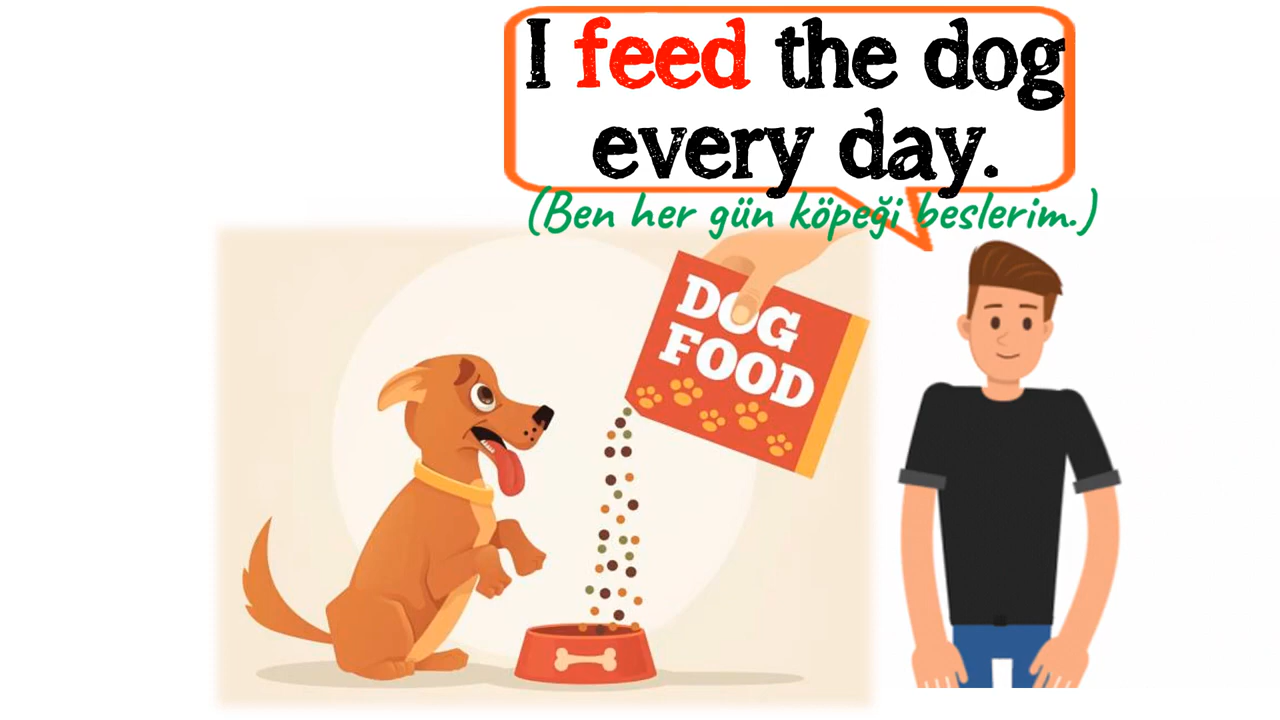 I feed the dog
every day.
(Ben her gün köpeği beslerim.)
DOG
FOOD